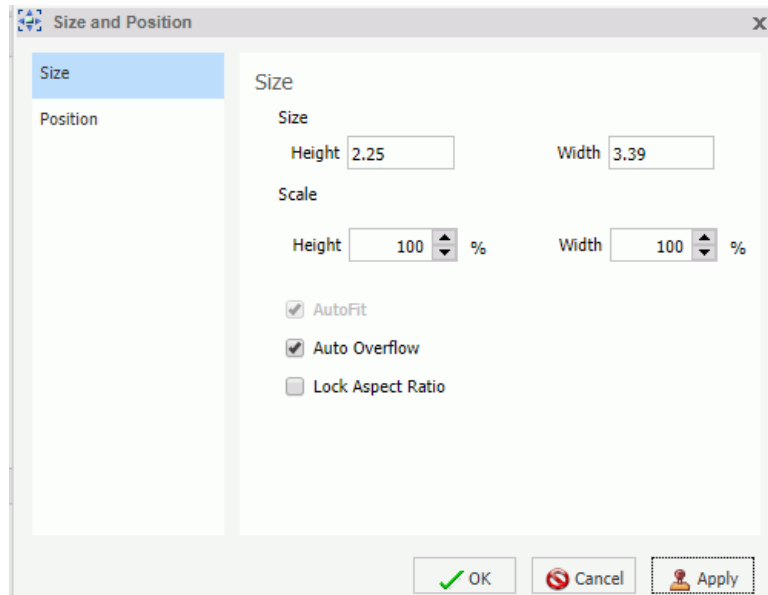 Size and Position
x
Size
Position
Size
Size
Height 2.25 Width 3.39
Scale
Height 100 % Width 100 %
AutoFit
Auto Overflow
Lock Aspect Ratio
OK Cancel Apply